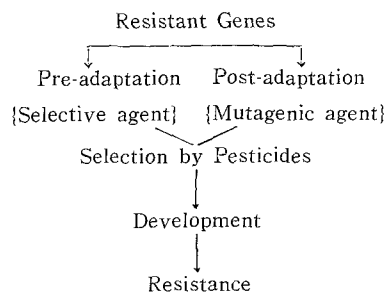 Resistant Genes
Pre-adaptation Post-adaptation
{Selective agent} {Mutagenic agent}
Selection by Pesticides
Development
Resistance